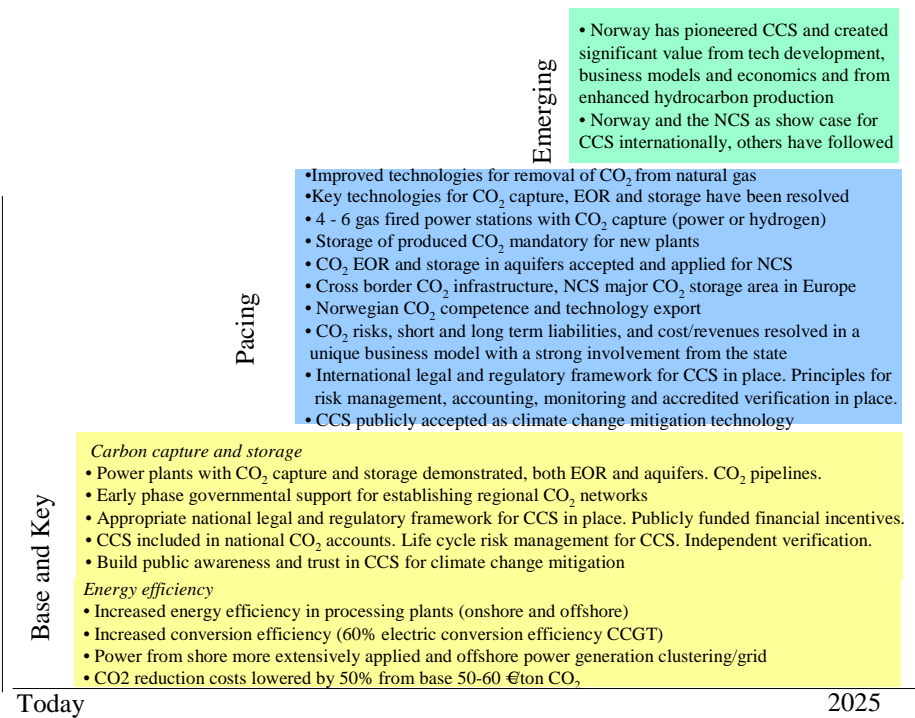 Emerging
• Norway has pioneered CCS and created
significant value from tech development,
business models and economics and from
enhanced hydrocarbon production
• Norway and the NCS as show case for
CCS internationally, others have followed
Pacing
•Improved technologies for removal of CO₂ from natural gas
•Key technologies for CO₂ capture, EOR and storage have been resolved
• 4 - 6 gas fired power stations with CO₂ capture (power or hydrogen)
• Storage of produced CO₂ mandatory for new plants
• CO₂ EOR and storage in aquifers accepted and applied for NCS
• Cross border CO₂ infrastructure, NCS major CO₂ storage area in Europe
• Norwegian CO₂ competence and technology export
• CO₂ risks, short and long term liabilities, and cost/revenues resolved in a
unique business model with a strong involvement from the state
• International legal and regulatory framework for CCS in place. Principles for
risk management, accounting, monitoring and accredited verification in place.
• CCS publicly accepted as climate change mitigation technology
Base and Key
Carbon capture and storage
• Power plants with CO₂ capture and storage demonstrated, both EOR and aquifers. CO₂ pipelines.
• Early phase governmental support for establishing regional CO₂ networks
• Appropriate national legal and regulatory framework for CCS in place. Publicly funded financial incentives.
• CCS included in national CO₂ accounts. Life cycle risk management for CCS. Independent verification.
• Build public awareness and trust in CCS for climate change mitigation
Energy efficiency
• Increased energy efficiency in processing plants (onshore and offshore)
• Increased conversion efficiency (60% electric conversion efficiency CCGT)
• Power from shore more extensively applied and offshore power generation clustering/grid
• CO2 reduction costs lowered by 50% from base 50-60 €/ton CO₂
Today
2025